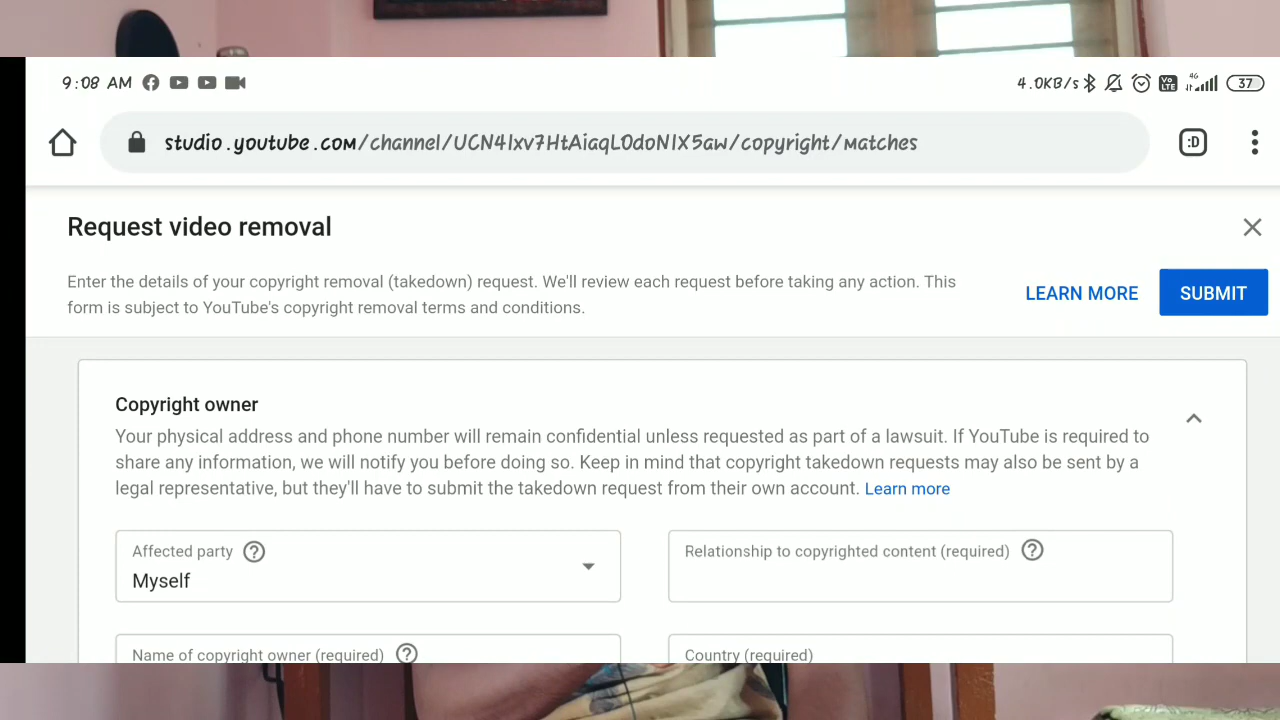 9:08 AM
4.0KB/s
4G
Vo LTE
37
studio.youtube.com/channel/UCN4Ixv7HtAiaqL0doNIX5aw/copyright/matches
:D
Request video removal
Enter the details of your copyright removal (takedown) request. We'll review each request before taking any action. This
form is subject to YouTube's copyright removal terms and conditions.
LEARN MORE
SUBMIT
Copyright owner
Your physical address and phone number will remain confidential unless requested as part of a lawsuit. If YouTube is required to
share any information, we will notify you before doing so. Keep in mind that copyright takedown requests may also be sent by a
legal representative, but they'll have to submit the takedown request from their own account. Learn more
Affected party ?
Myself
Relationship to copyrighted content (required) ?
Name of copyright owner (required) ?
Country (required)